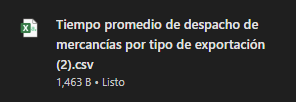 Tiempo promedio de despacho de
mercancías por tipo de exportación
(2).csv
1,463 B • Listo